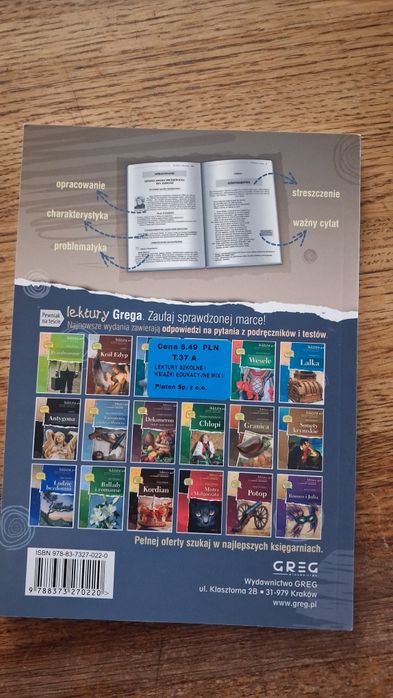 opracowanie
charakterystyka
problematyka
streszczenie
ważny cytat
Pewniak
na teście
lektury Grega. Zaufaj sprawdzonej marce!
Najnowsze wydania zawierają odpowiedzi na pytania z podręczników i testów.
Cena 6.49 PLN
T.37 A
LEKTURY SZKOLNE I
KSIĄŻKI EDUKACYJNE MIX II
Platon Sp. z o.o.
Król Edyp
Wesele
Lalka
Antygona
Dekameron
Chłopi
Granica
Sonety
krymskie
Ludzie
bezdomni
Ballady
i romanse
Kordian
Mistrz
i Małgorzata
Potop
Romeo i Julia
Pełnej oferty szukaj w najlepszych księgarniach.
ISBN 978-83-7327-022-0
9 788373 270220 >
GREG
WYDAWNICTWO
Wydawnictwo GREG
ul. Klasztorna 2B • 31-979 Kraków
www.greg.pl